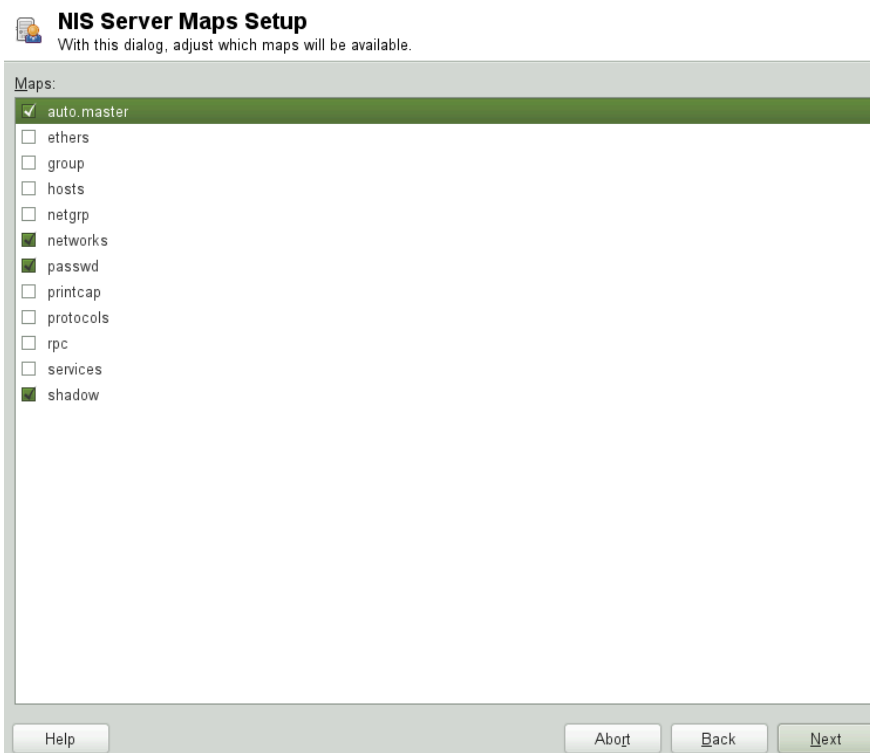 NIS Server Maps Setup
With this dialog, adjust which maps will be available.
Maps:
auto.master
ethers
group
hosts
netgrp
networks
passwd
printcap
protocols
rpc
services
shadow
Help
Abort
Back
Next